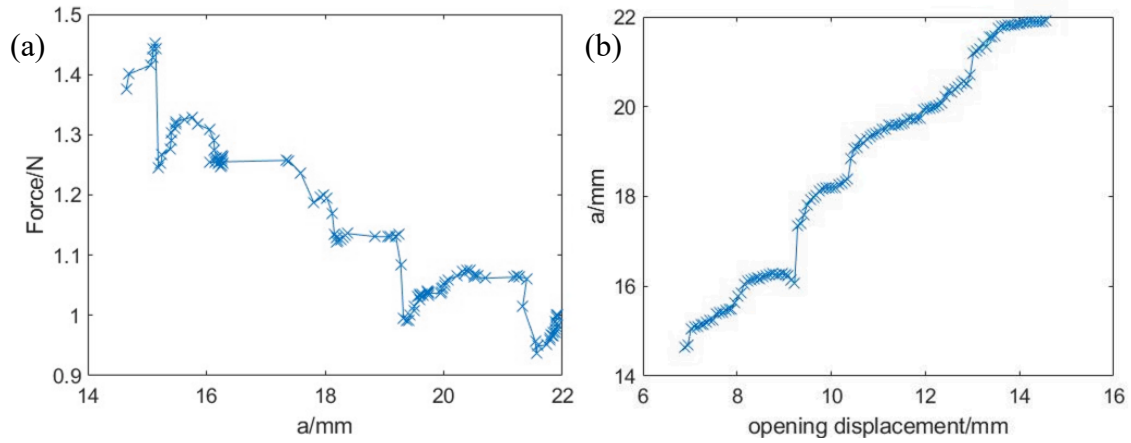 (a)
1.5
1.4
1.3
1.2
1.1
1
0.9
Force/N
14 16 18 20 22
a/mm
(b)
22
20
18
16
14
a/mm
6 8 10 12 14 16
opening displacement/mm